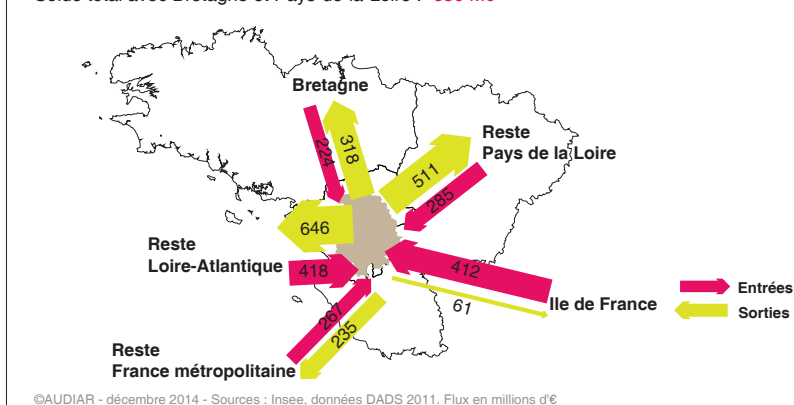 Bretagne
224
318
Reste
Pays de la Loire
511
285
646
Reste
Loire-Atlantique
418
412
61
Ile de France
267
235
Reste
France métropolitaine
Entrées
Sorties
©AUDIAR - décembre 2014 - Sources : Insee, données DADS 2011. Flux en millions d'€